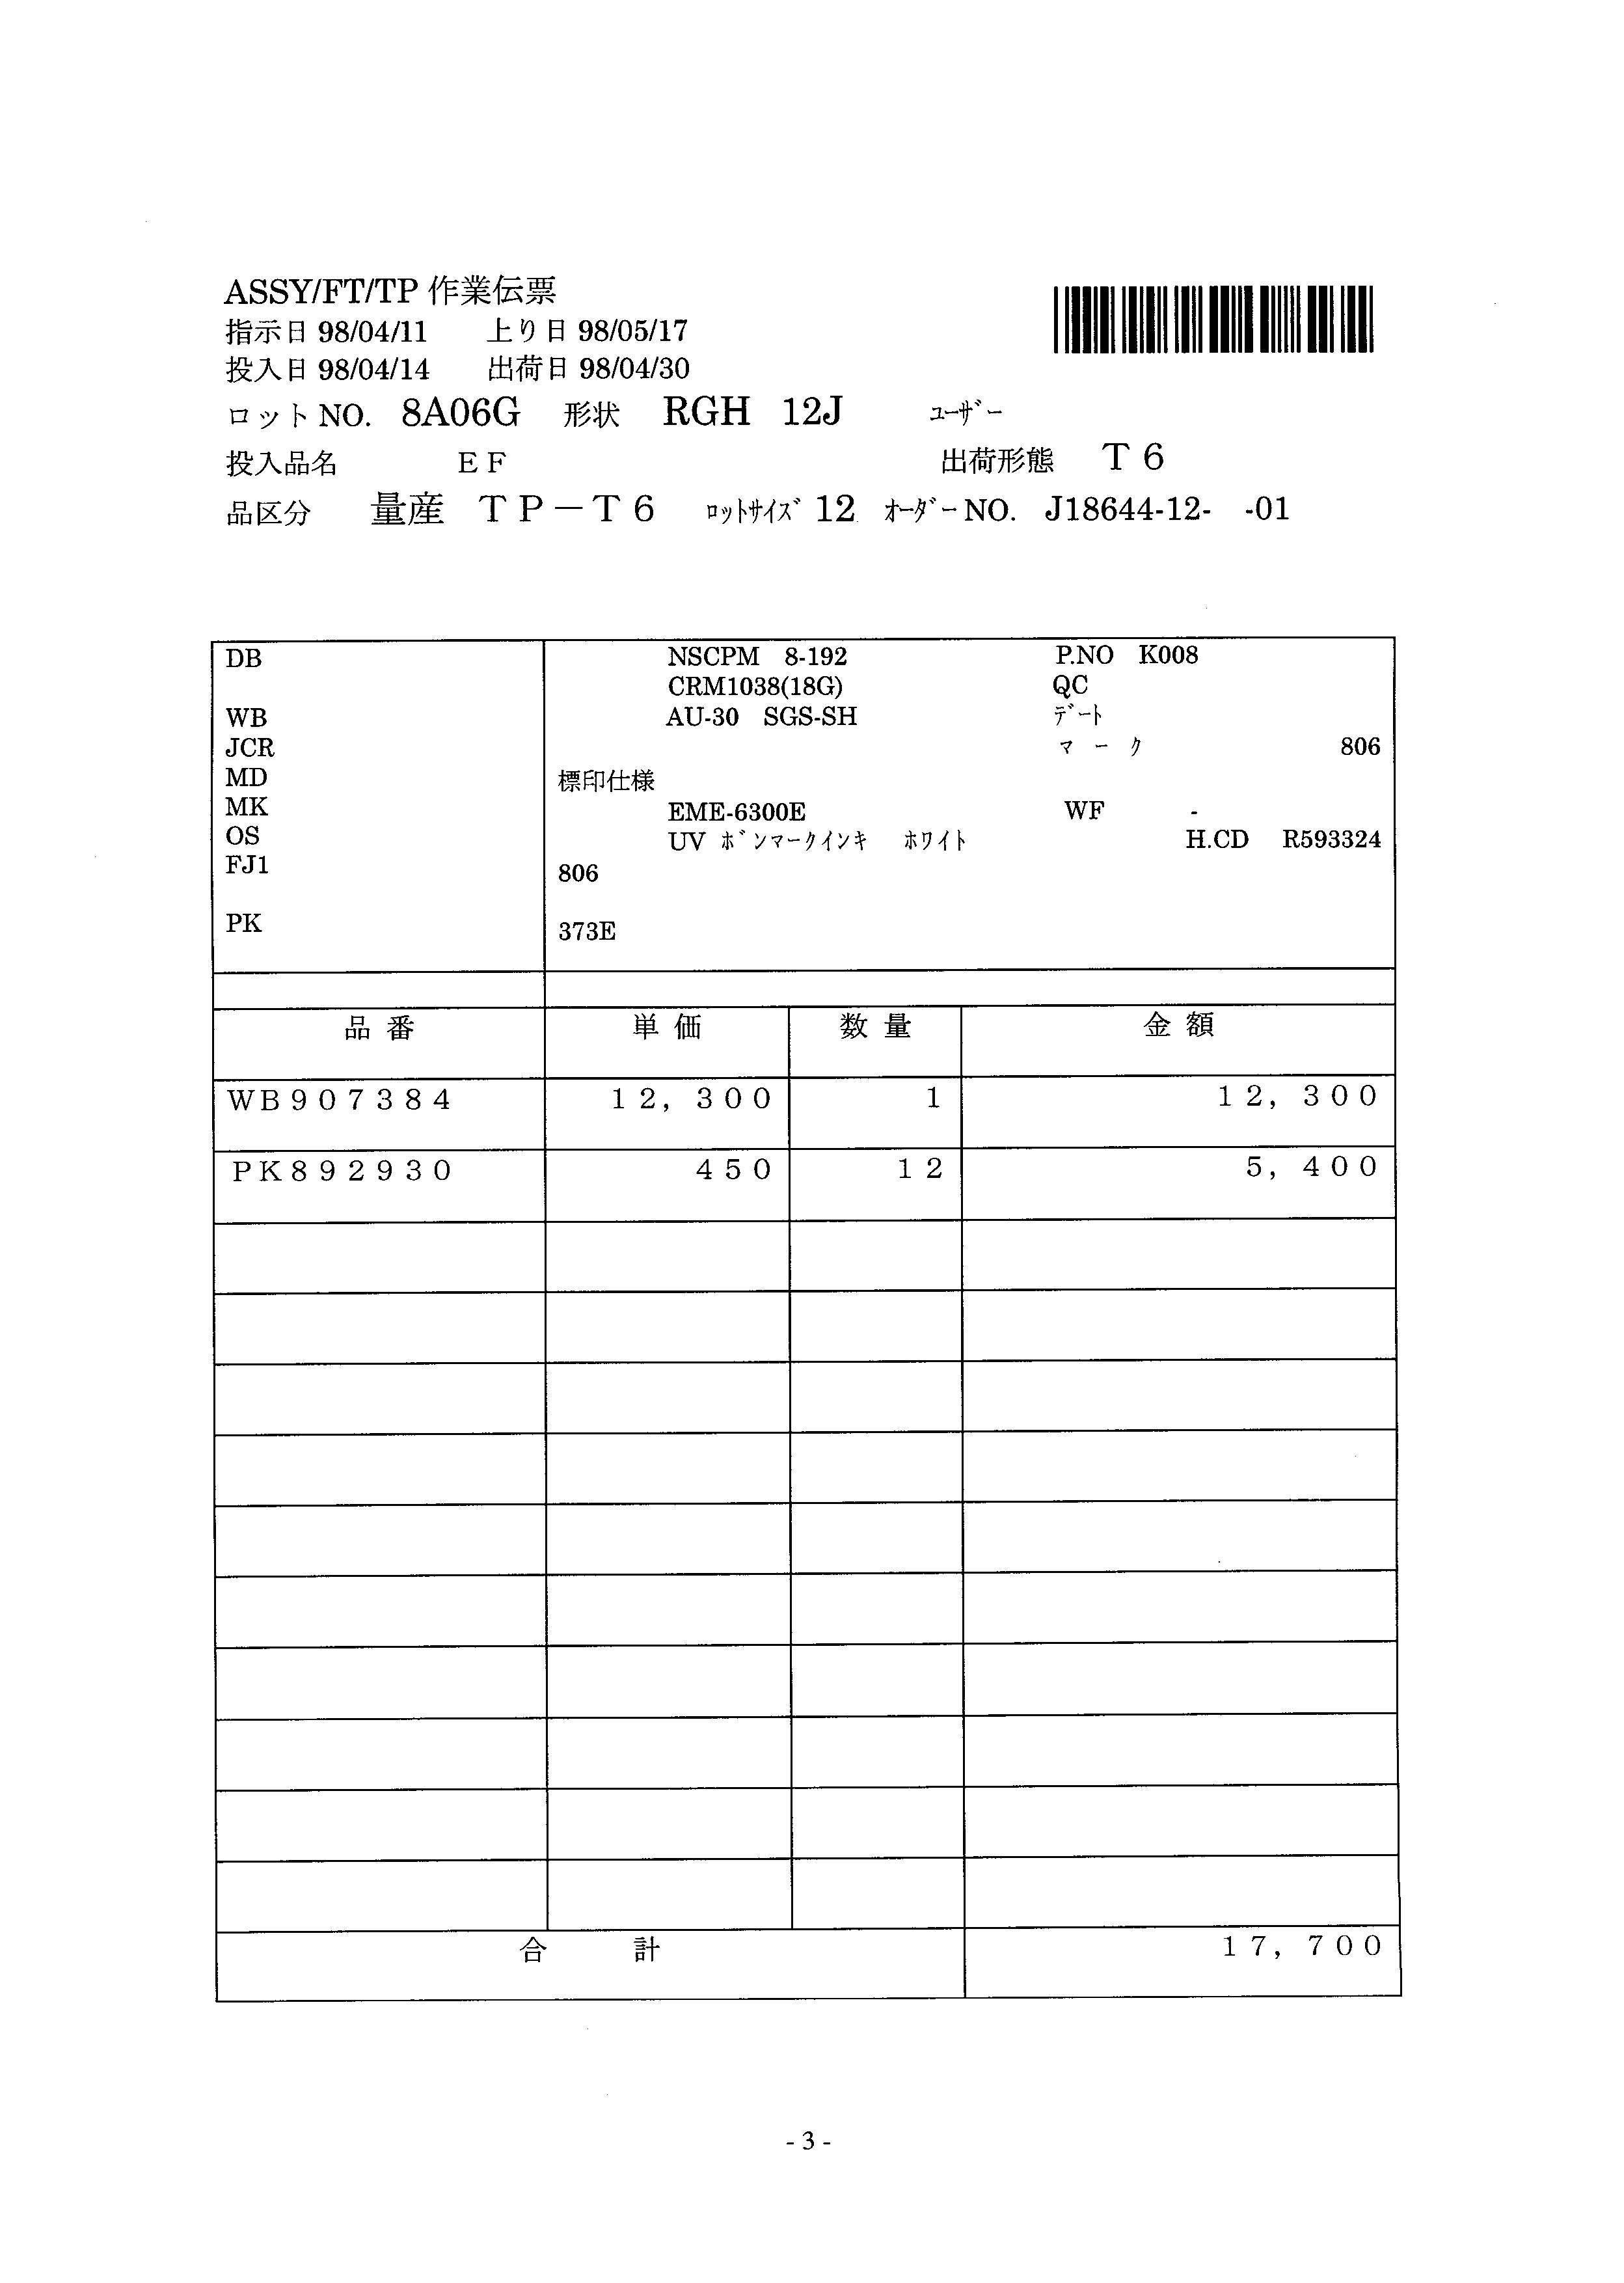 ASSY/FT/TP 作業伝票
指示日 98/04/11 上り日 98/05/17
投入日 98/04/14 出荷日 98/04/30
ロット NO. 8A06G 形状 RGH 12J ﾕｰｻﾞｰ
投入品名 ＥＦ 出荷形態 Ｔ６
品区分 量産 ＴＰ－Ｔ６ ﾛｯﾄｻｲｽﾞ 12 ｵｰﾀﾞｰ NO. J18644-12- -01
DB NSCPM 8-192 P.NO K008
CRM1038(18G) QC
WB AU-30 SGS-SH ﾃﾞｰﾄ
JCR ﾏｰｸ 806
MD 標印仕様
MK EME-6300E WF -
OS UV ﾎﾞﾝﾏｰｸｲﾝｷ ﾎﾜｲﾄ H.CD R593324
FJ1 806
PK 373E
品番 単価 数量 金額
ＷＢ９０７３８４ １２，３００ １ １２，３００
ＰＫ８９２９３０ ４５０ １２ ５，４００
合計 １７，７００
- 3 -